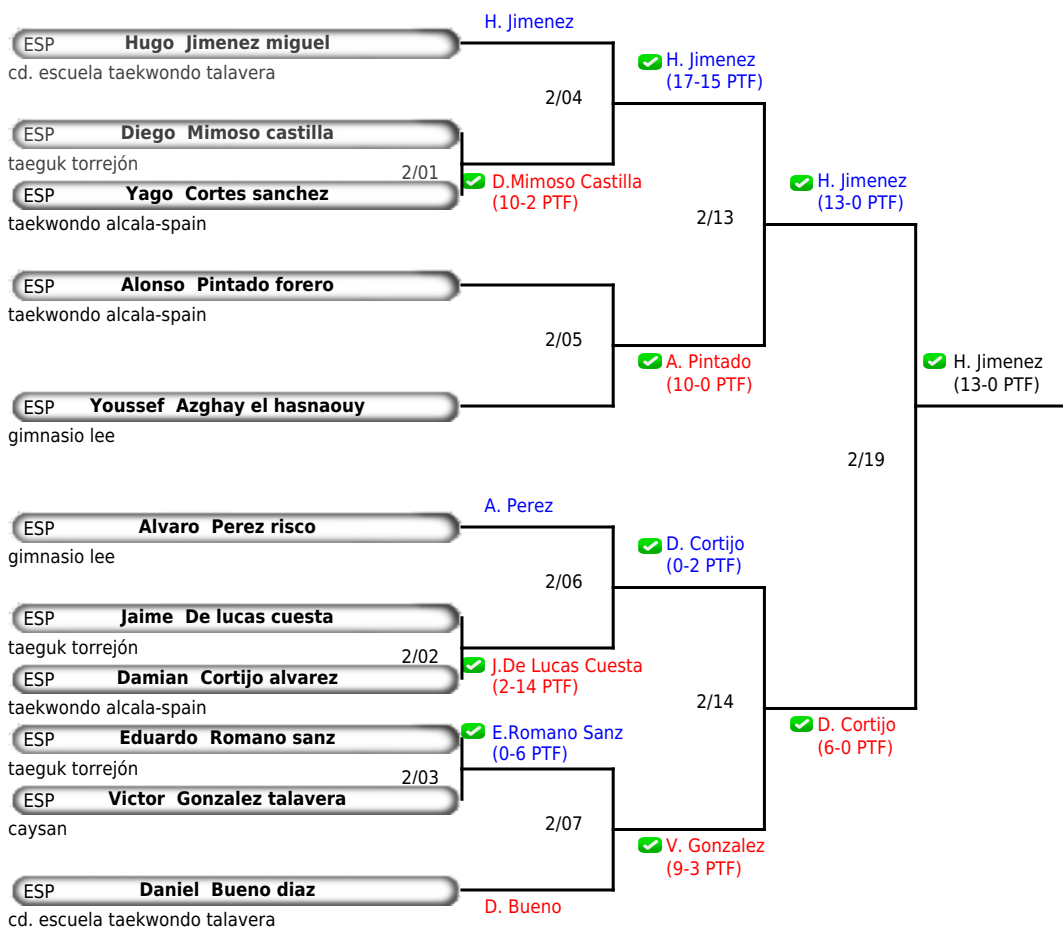 H. Jimenez
ESP Hugo Jimenez miguel
cd. escuela taekwondo talavera
H. Jimenez
(17-15 PTF)
2/04
ESP Diego Mimoso castilla
taeguk torrejón
2/01
D.Mimoso Castilla
(10-2 PTF)
ESP Yago Cortes sanchez
taekwondo alcala-spain
H. Jimenez
(13-0 PTF)
2/13
ESP Alonso Pintado forero
taekwondo alcala-spain
2/05
A. Pintado
(10-0 PTF)
H. Jimenez
(13-0 PTF)
ESP Youssef Azghay el hasnaouy
gimnasio lee
2/19
A. Perez
ESP Alvaro Perez risco
gimnasio lee
D. Cortijo
(0-2 PTF)
2/06
ESP Jaime De lucas cuesta
taeguk torrejón
2/02
J.De Lucas Cuesta
(2-14 PTF)
ESP Damian Cortijo alvarez
taekwondo alcala-spain
2/14
D. Cortijo
(6-0 PTF)
ESP Eduardo Romano sanz
E.Romano Sanz
(0-6 PTF)
taeguk torrejón
2/03
ESP Victor Gonzalez talavera
caysan
2/07
V. Gonzalez
(9-3 PTF)
ESP Daniel Bueno diaz
D. Bueno
cd. escuela taekwondo talavera